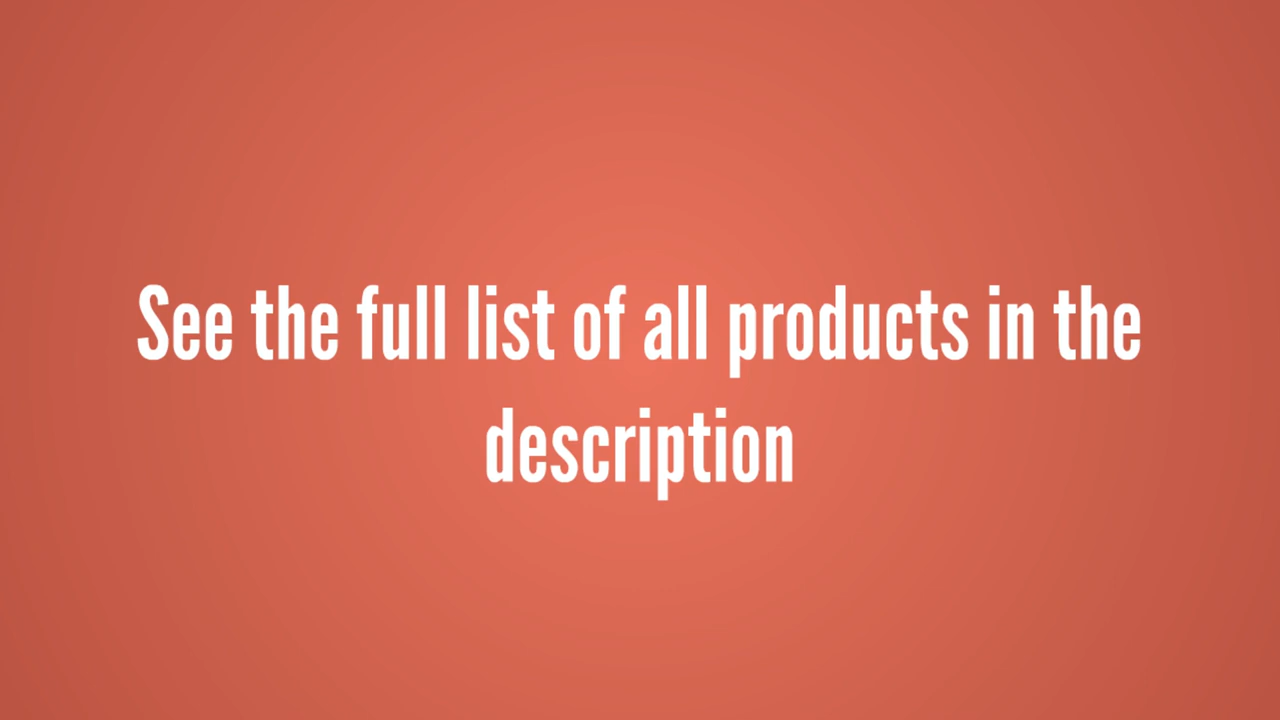 See the full list of all products in the
description